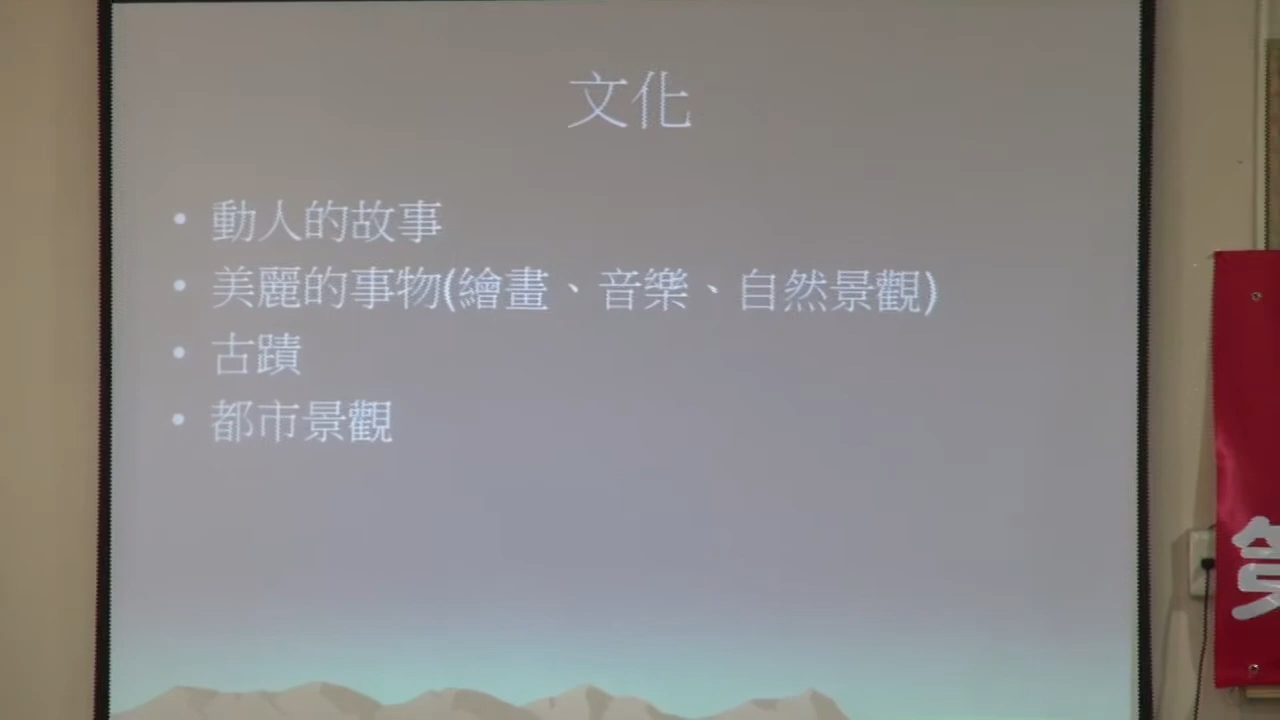 文化
• 動人的故事
• 美麗的事物(繪畫、音樂、自然景觀)
• 古蹟
• 都市景觀